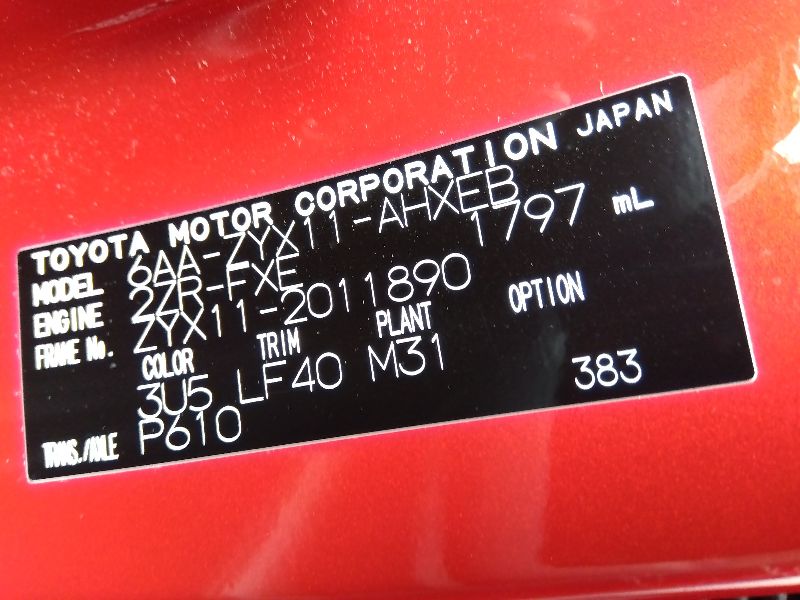 TOYOTA MOTOR CORPORATION JAPAN
MODEL 6AA-ZYX11-AHXEB
ENGINE 2ZR-FXE 1797 mL
FRAME No. ZYX11-2011890
COLOR TRIM PLANT OPTION
3U5 LF40 M31 383
TRANS./AXLE P610